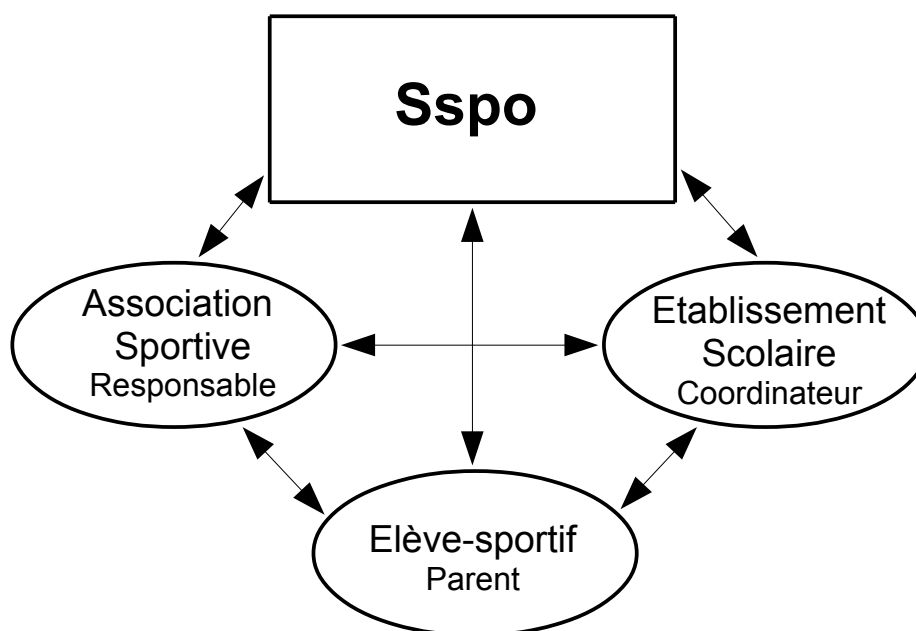 Sspo
Association
Sportive
Responsable
Etablissement
Scolaire
Coordinateur
Elève-sportif
Parent